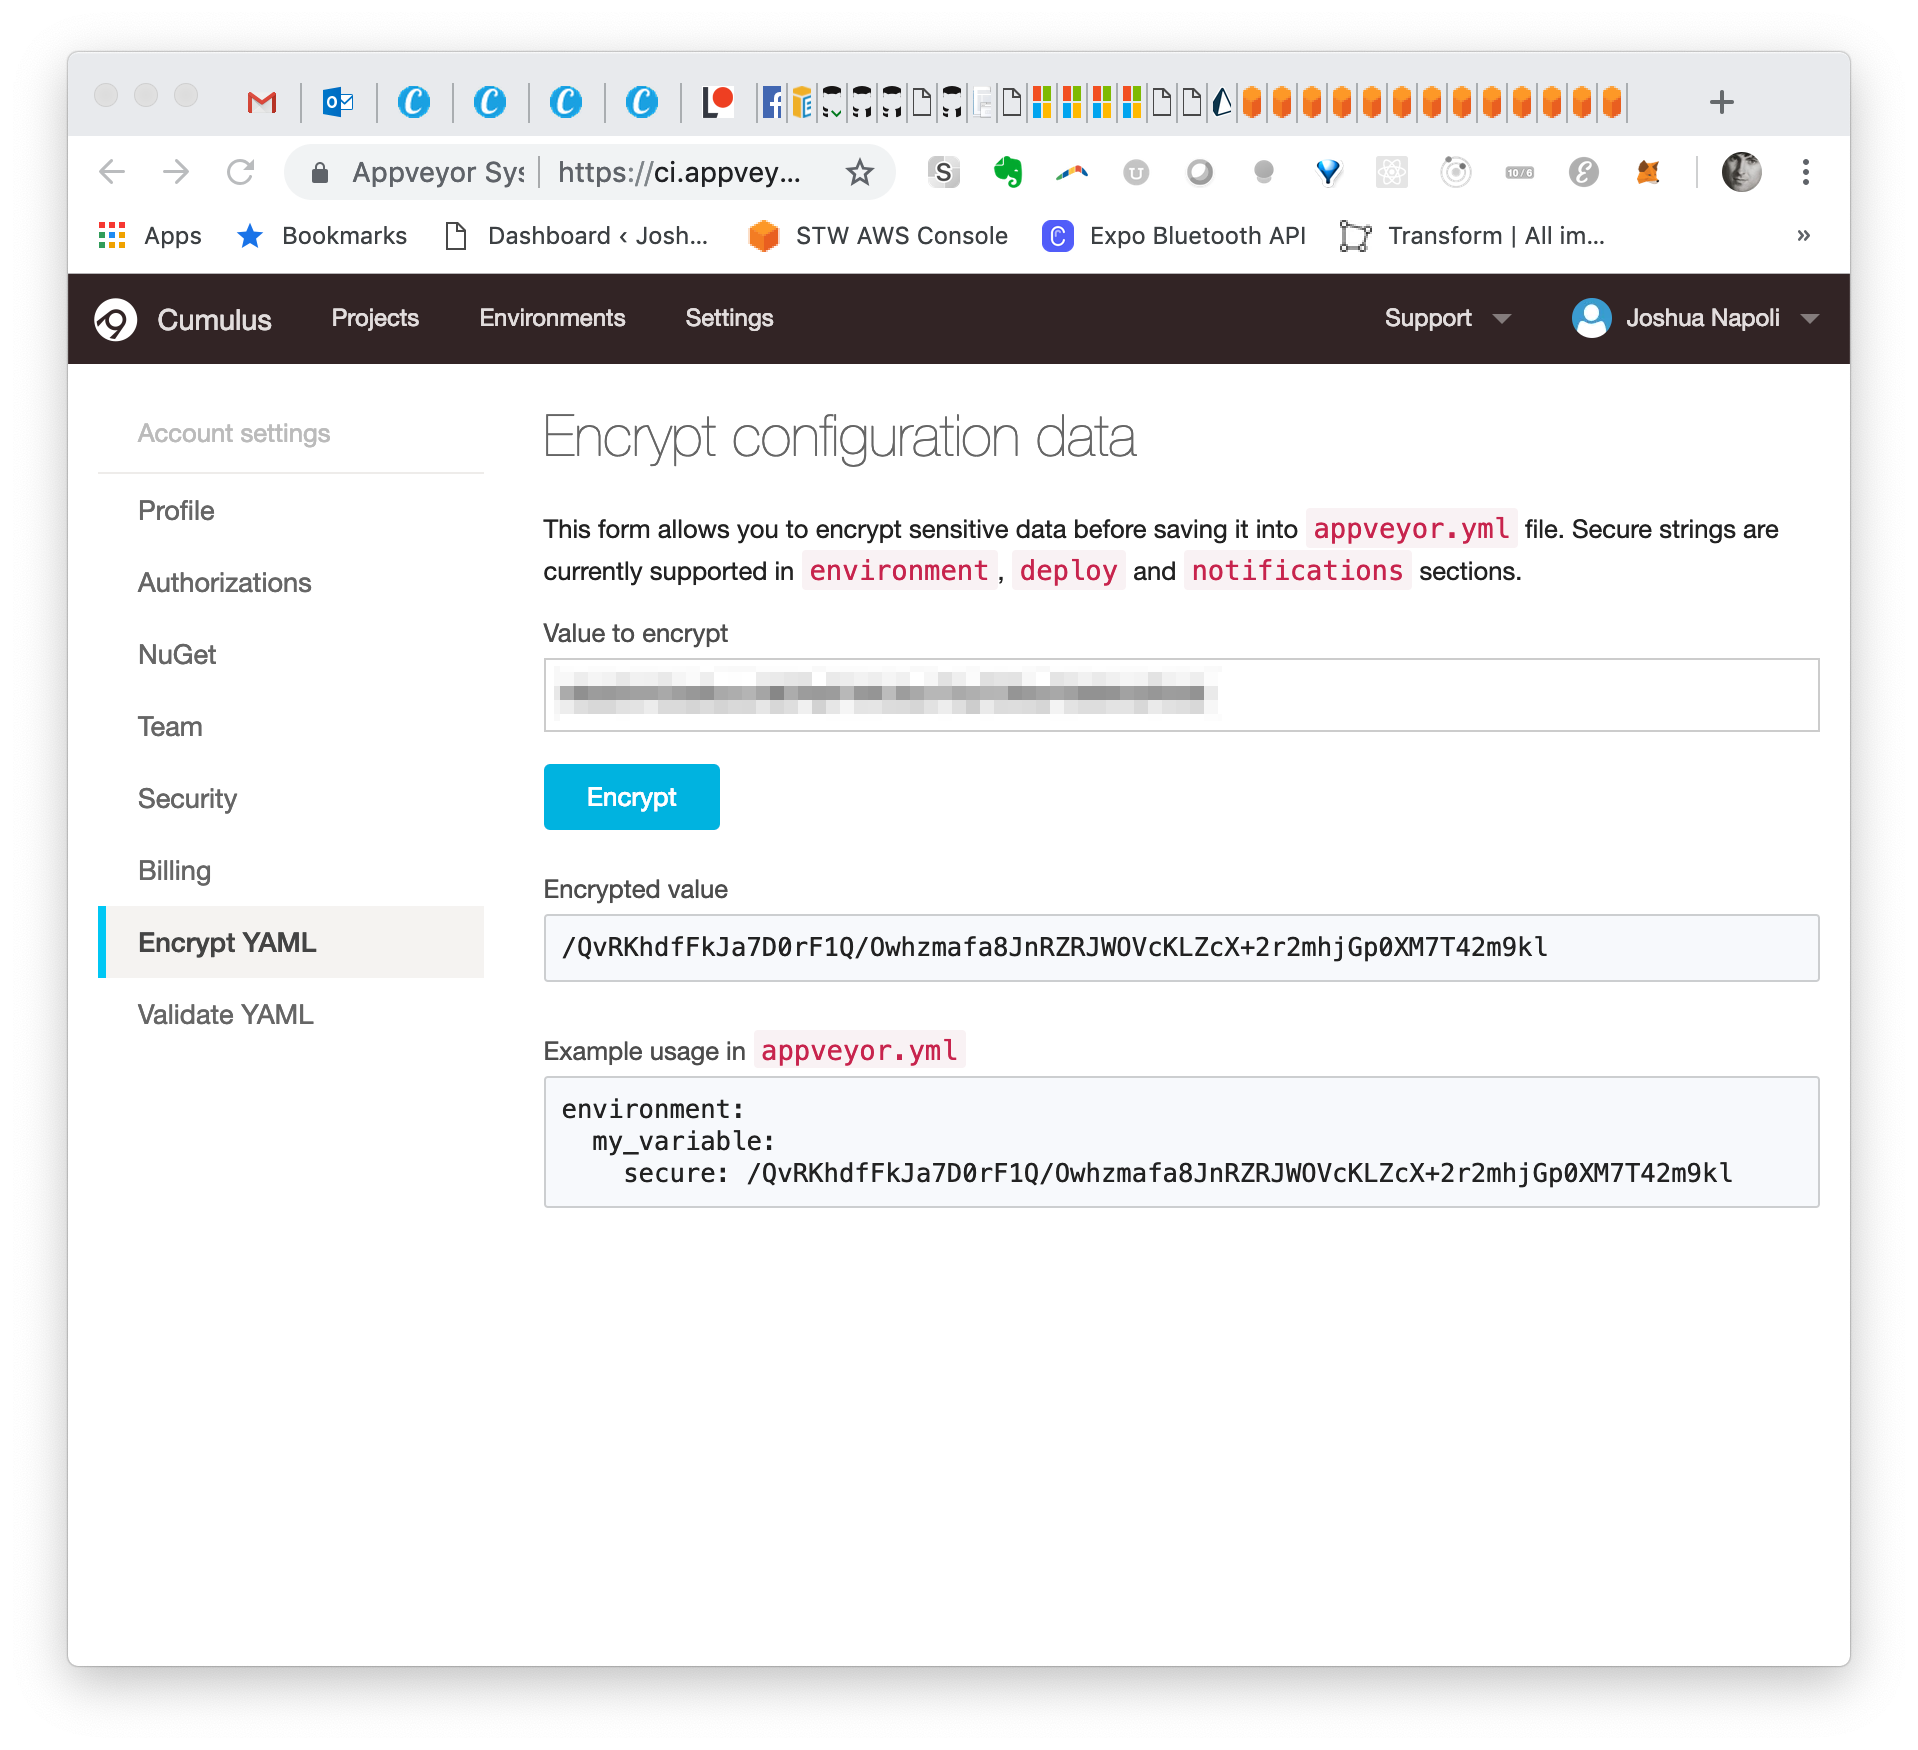 Appveyor Sys
https://ci.appvey...
10 / 6
Apps
Bookmarks
Dashboard ‹ Josh...
STW AWS Console
Expo Bluetooth API
Transform | All im...
»
Cumulus
Projects
Environments
Settings
Support
Joshua Napoli
Account settings
Profile
Authorizations
NuGet
Team
Security
Billing
Encrypt YAML
Validate YAML
Encrypt configuration data
This form allows you to encrypt sensitive data before saving it into appveyor.yml file. Secure strings are
currently supported in environment, deploy and notifications sections.
Value to encrypt
Encrypt
Encrypted value
/QvRKhdfFkJa7D0rF1Q/Owhzmafa8JnRZRJWOVcKLZcX+2r2mhjGp0XM7T42m9kl
Example usage in appveyor.yml
environment:
my_variable:
secure: /QvRKhdfFkJa7D0rF1Q/Owhzmafa8JnRZRJWOVcKLZcX+2r2mhjGp0XM7T42m9kl